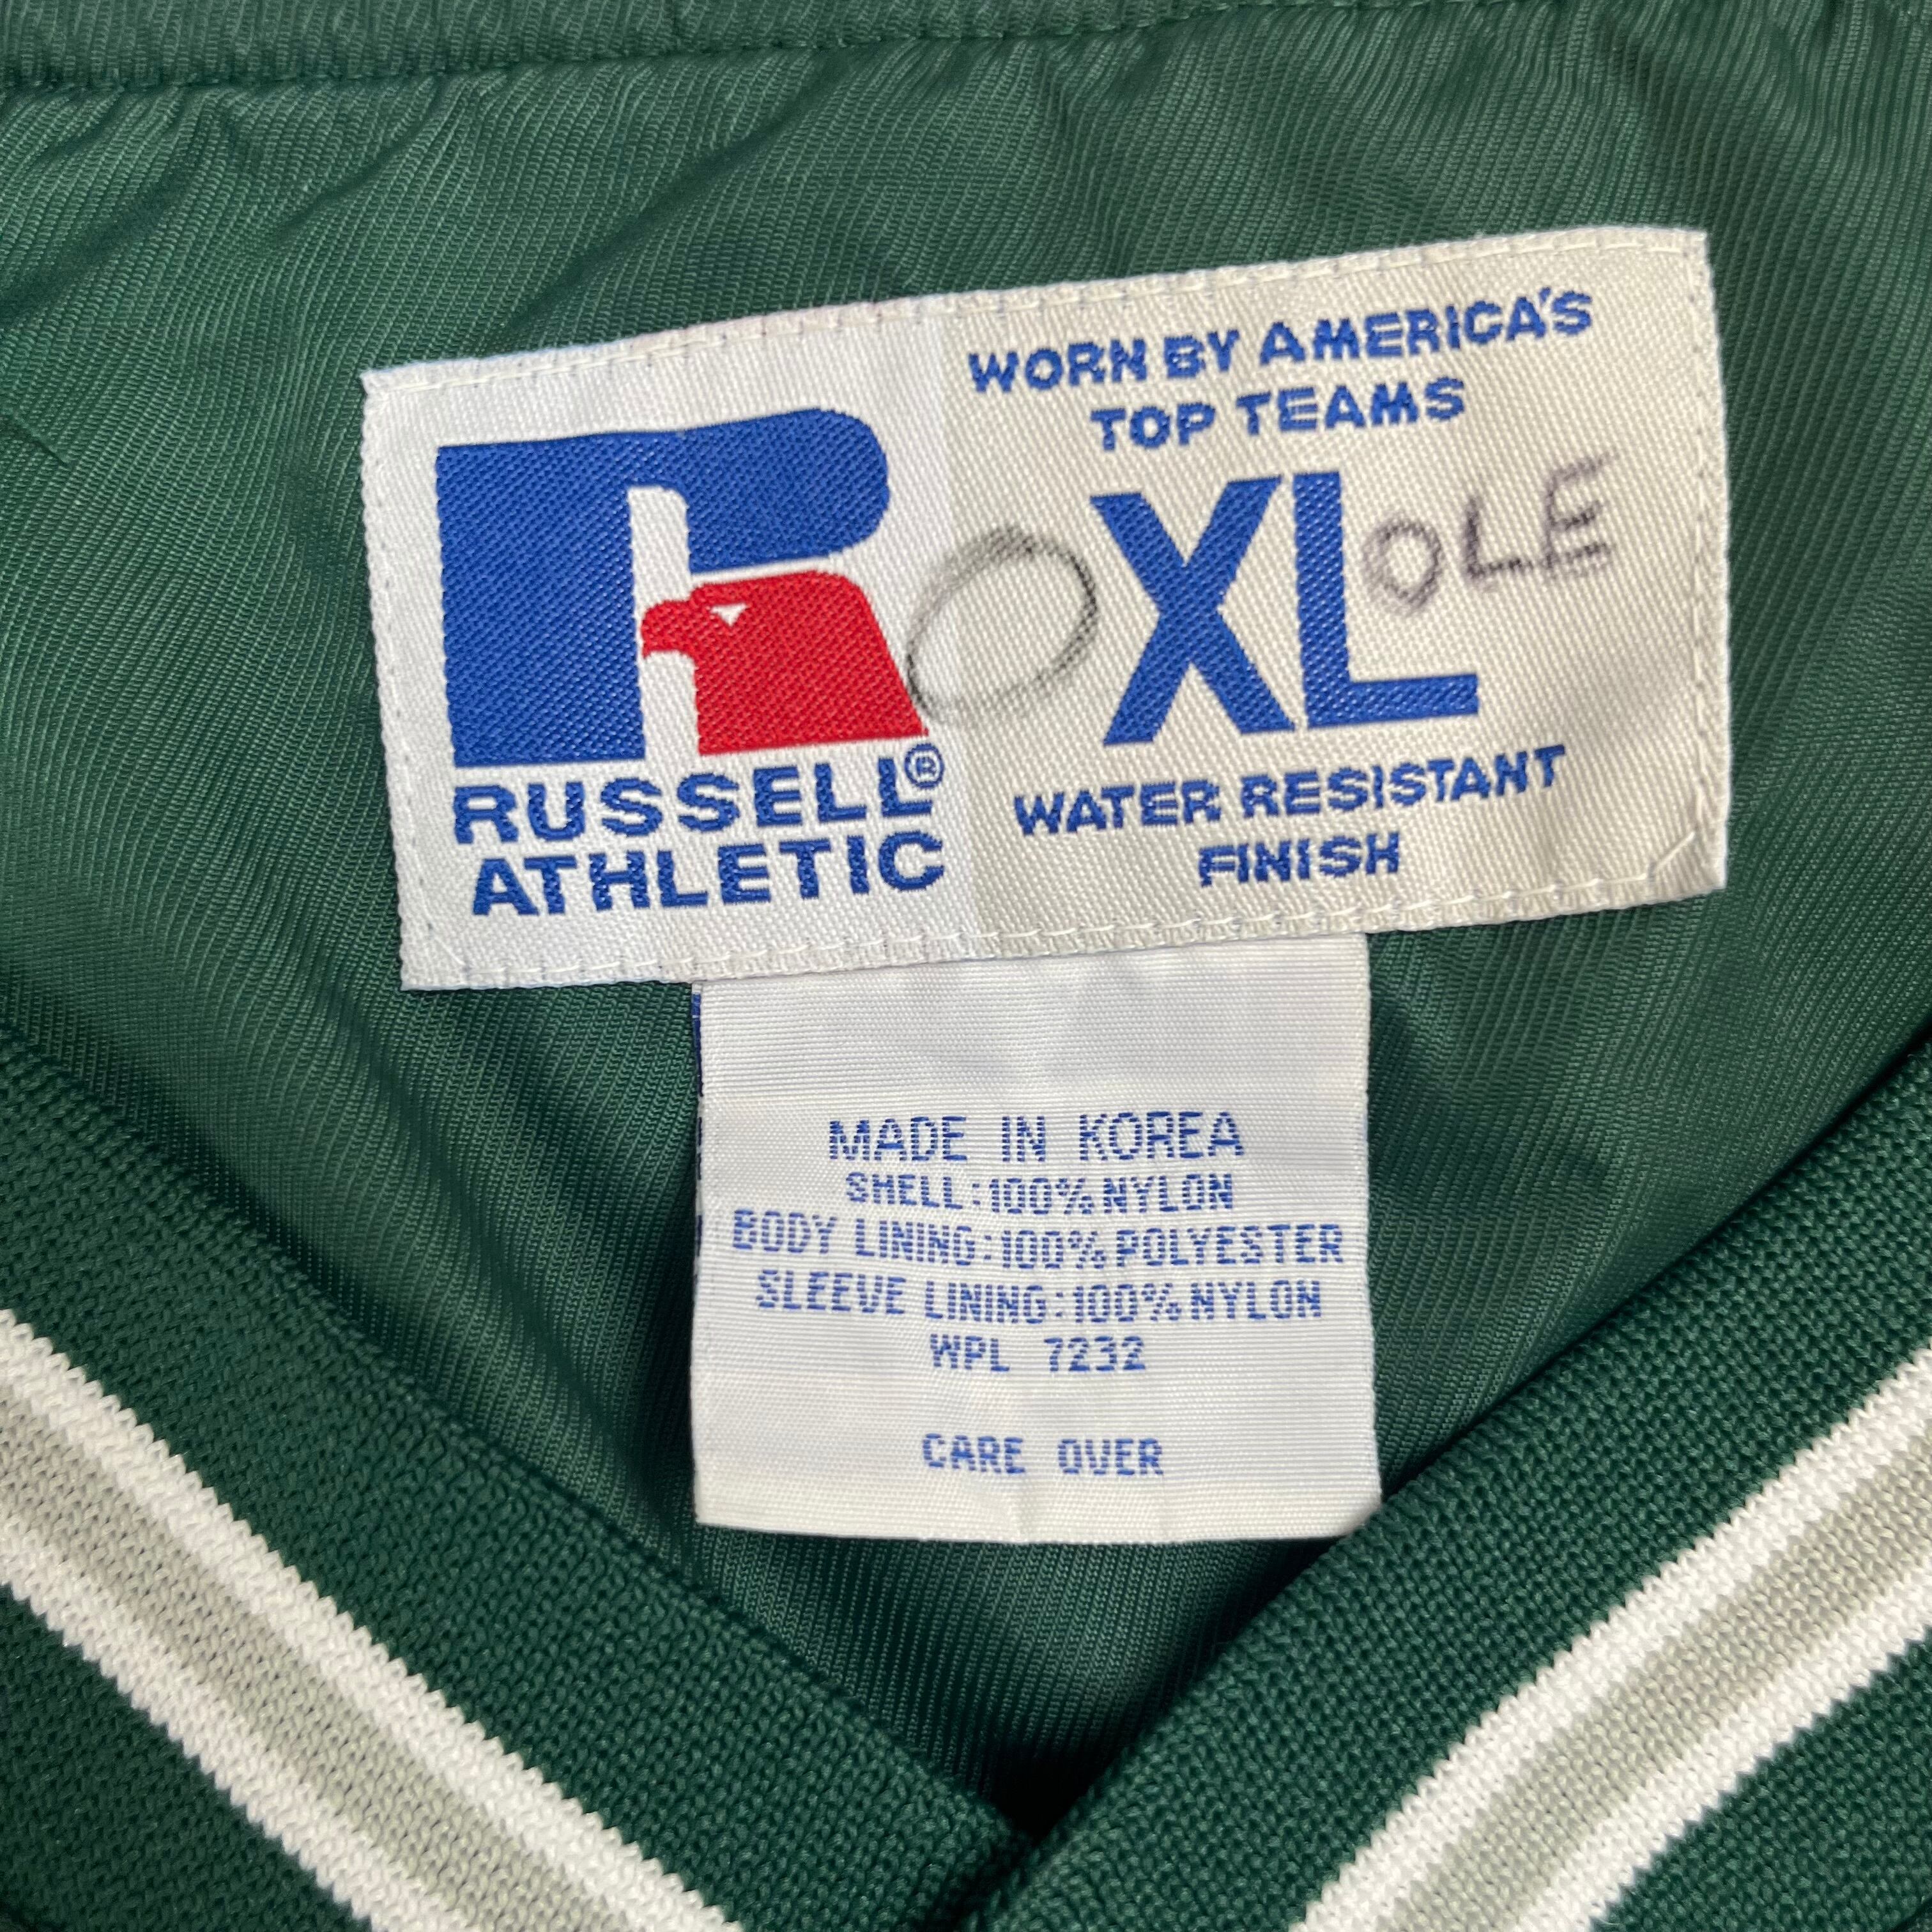 RUSSELL®
ATHLETIC
WORN BY AMERICA'S
TOP TEAMS
O XL OLE
WATER RESISTANT
FINISH
MADE IN KOREA
SHELL:100%NYLON
BODY LINING:100%POLYESTER
SLEEVE LINING:100%NYLON
WPL 7232
CARE OVER